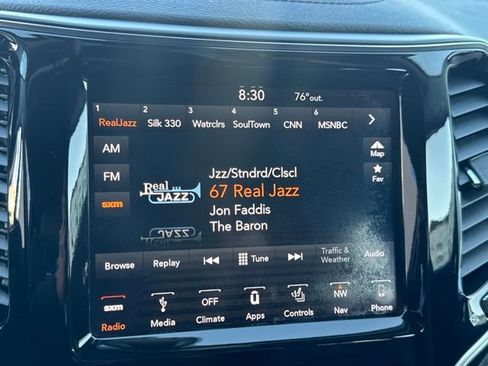 8:30
76°out.
1 2 3 4 5 6
RealJazz Silk 330 Watrclrs SoulTown CNN MSNBC
AM
FM
sxm
Map
Fav
Real
JAZZ
Jzz/Stndrd/Clscl
67 Real Jazz
Jon Faddis
The Baron
Browse Replay Tune Traffic & Audio
Weather
sxm OFF NW
Radio Media Climate Apps Controls Nav Phone